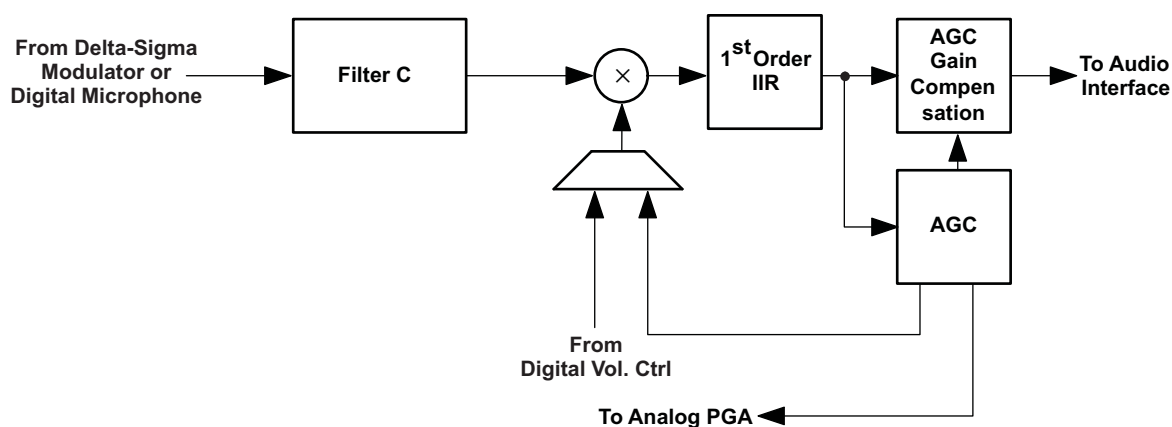 From Delta-Sigma
Modulator or
Digital Microphone
Filter C
×
1st Order
IIR
AGC
Gain
Compen
sation
To Audio
Interface
AGC
From
Digital Vol. Ctrl
To Analog PGA